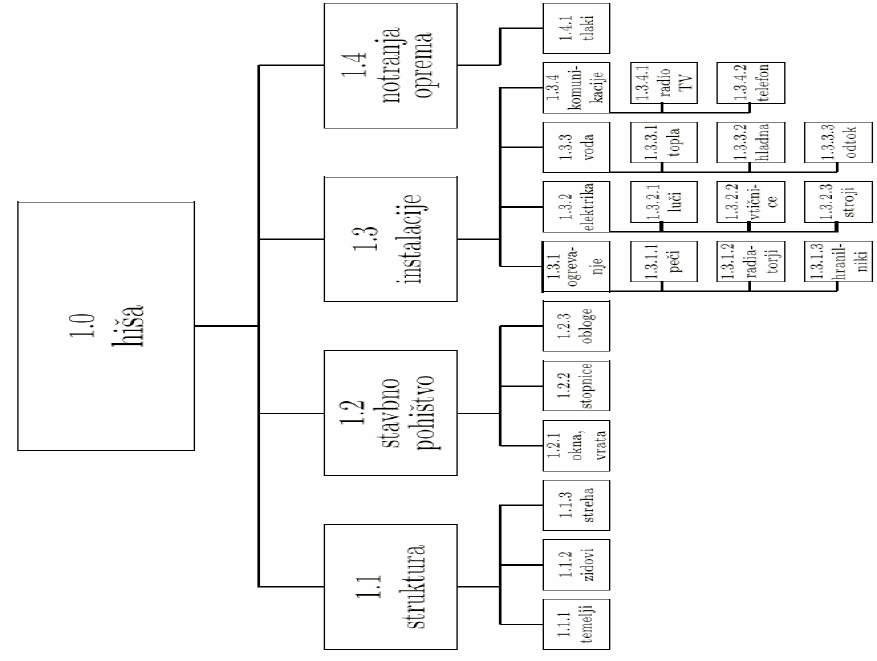 1.0
hiša
1.1
struktura
1.2
stavbno
pohištvo
1.3
instalacije
1.4
notranja
oprema
1.1.1
temelji
1.1.2
zidovi
1.1.3
streha
1.2.1
okna,
vrata
1.2.2
stopnice
1.2.3
obloge
1.3.1
ogreva-
nje
1.3.2
elektrika
1.3.3
voda
1.3.4
komuni-
kacije
1.4.1
tlaki
1.3.1.1
peči
1.3.2.1
luči
1.3.3.1
topla
1.3.4.1
radio
TV
1.3.1.2
radia-
torji
1.3.2.2
vtični-
ce
1.3.3.2
hladna
1.3.4.2
telefon
1.3.1.3
hranil-
niki
1.3.2.3
stroji
1.3.3.3
odtok